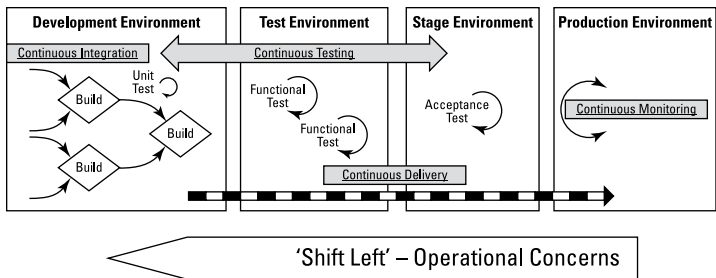 Development Environment
Test Environment
Stage Environment
Production Environment
Continuous Integration
Continuous Testing
Unit
Test
Build
Build
Build
Functional
Test
Functional
Test
Acceptance
Test
Continuous Monitoring
Continuous Delivery
'Shift Left' – Operational Concerns